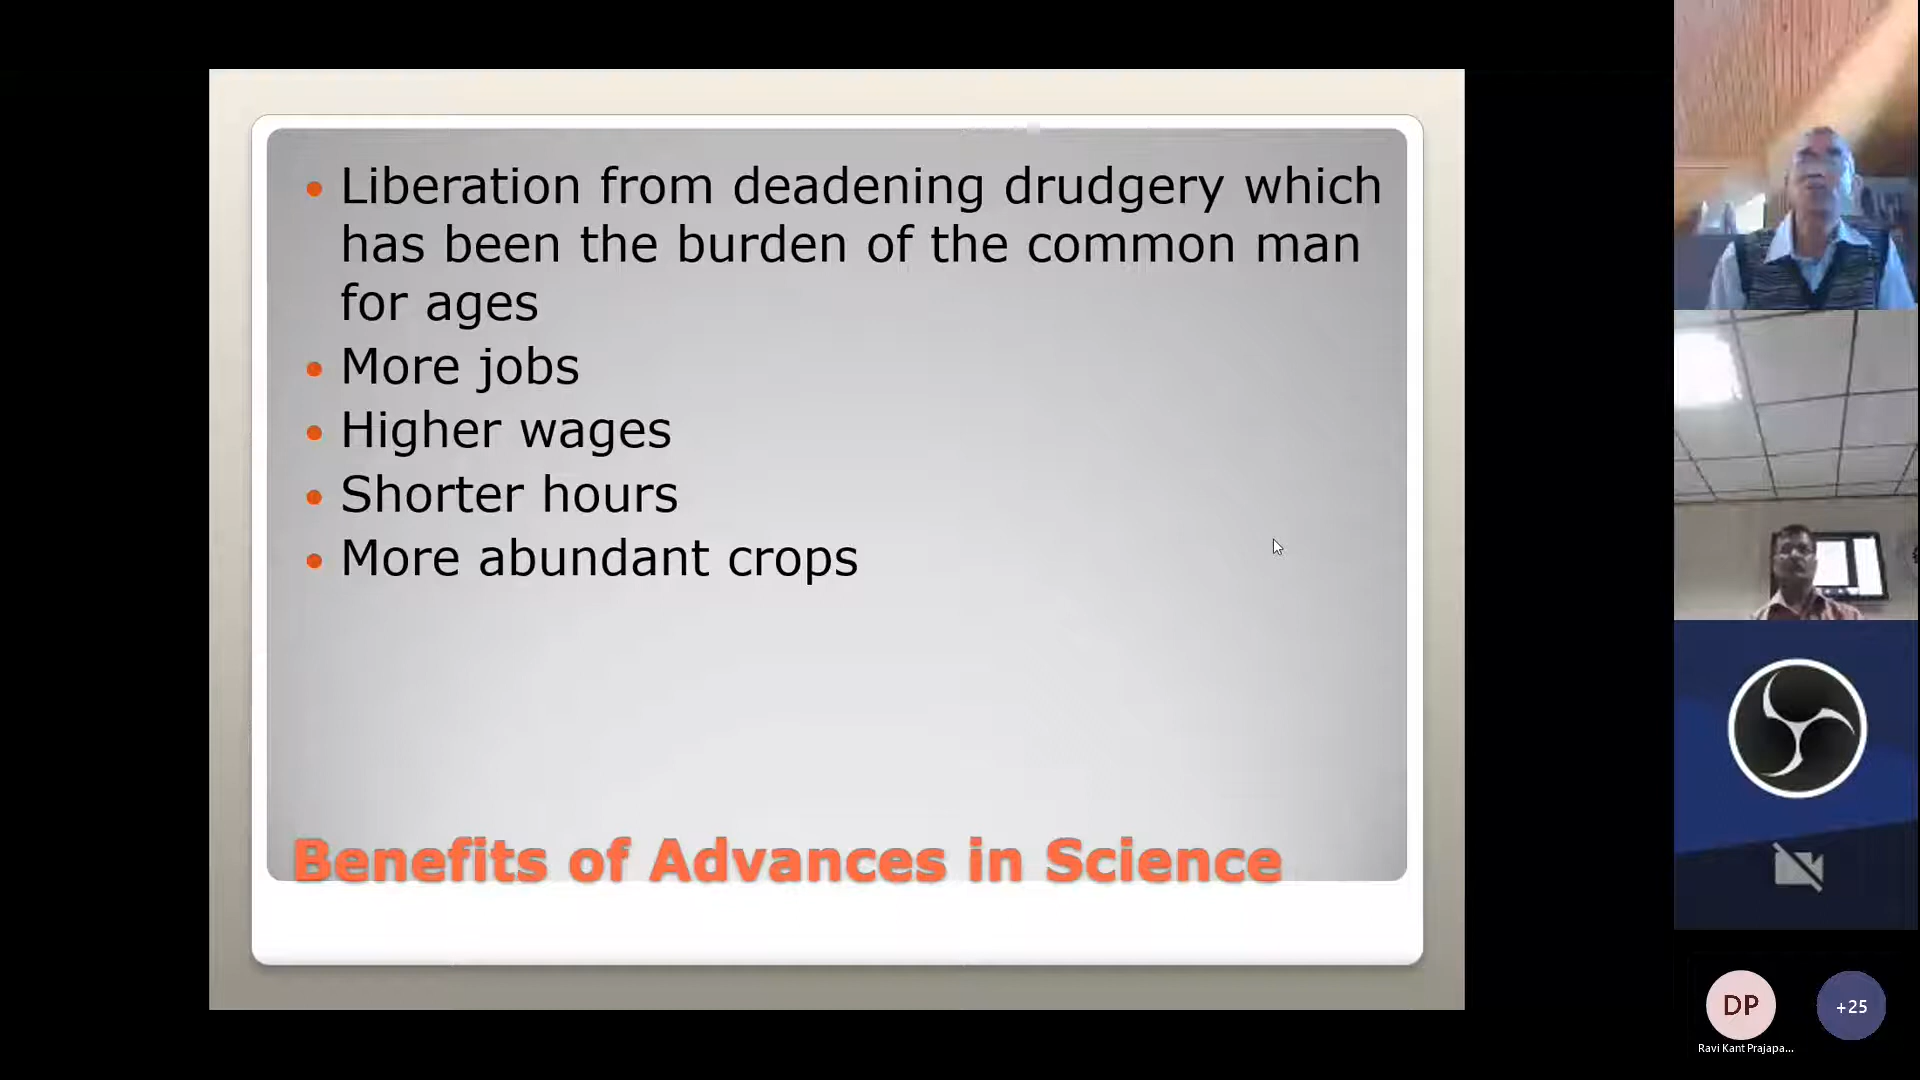 Liberation from deadening drudgery which
has been the burden of the common man
for ages
More jobs
Higher wages
Shorter hours
More abundant crops
Benefits of Advances in Science
DP
+25
Ravi Kant Prajapa...